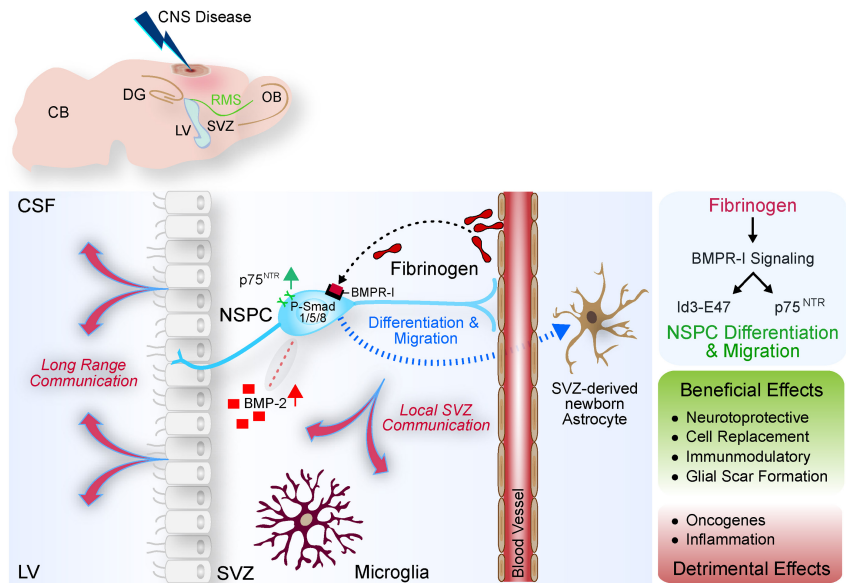 CNS Disease
DG
RMS
OB
CB
LV
SVZ
CSF
p75NTR
Fibrinogen
BMPR-I
NSPC
P-Smad
1/5/8
Differentiation &
Migration
Long Range
Communication
BMP-2
Local SVZ
Communication
SVZ-derived
newborn
Astrocyte
Blood Vessel
LV
SVZ
Microglia
Fibrinogen
BMPR-I Signaling
Id3-E47
p75NTR
NSPC Differentiation
& Migration
Beneficial Effects
● Neurotoprotective
● Cell Replacement
● Immunmodulatory
● Glial Scar Formation
● Oncogenes
● Inflammation
Detrimental Effects